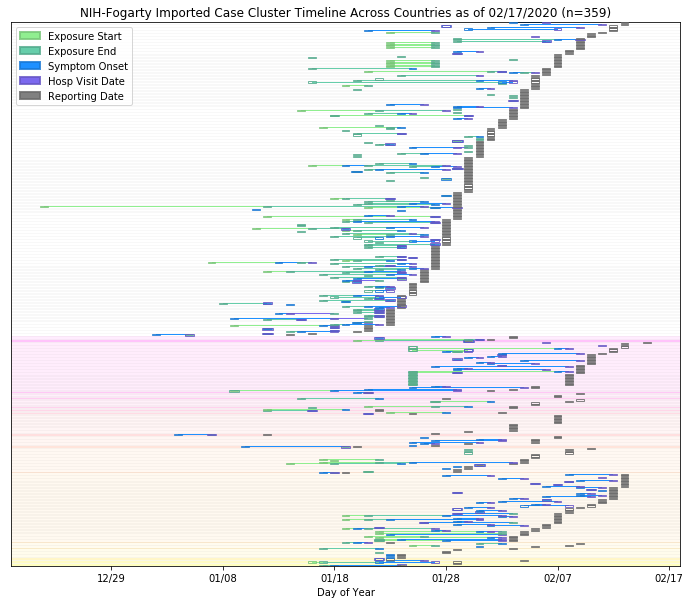 NIH-Fogarty Imported Case Cluster Timeline Across Countries as of 02/17/2020 (n=359)
Exposure Start
Exposure End
Symptom Onset
Hosp Visit Date
Reporting Date
12/29 01/08 01/18 01/28 02/07 02/17
Day of Year